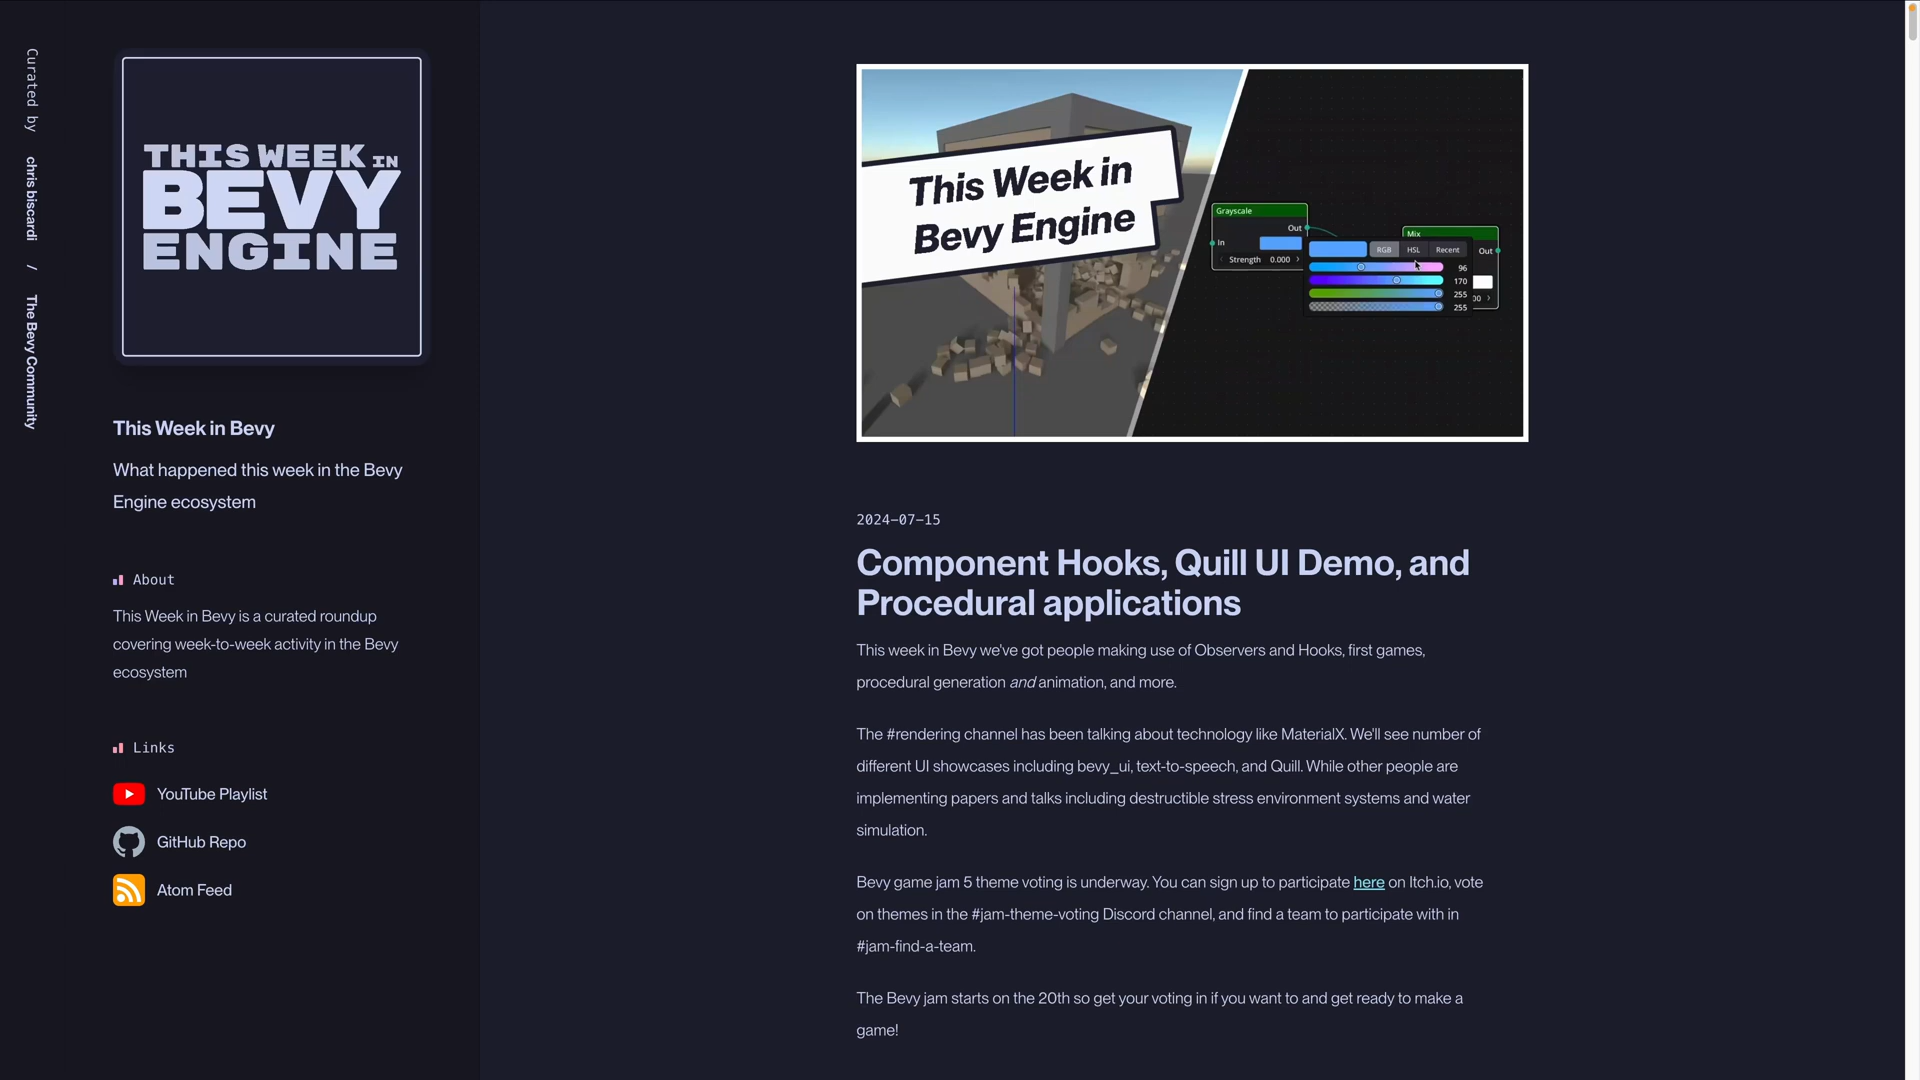 Curated by chris biscardi / The Bevy Community
THIS WEEK IN
BEVY
ENGINE
This Week in Bevy
What happened this week in the Bevy
Engine ecosystem
About
This Week in Bevy is a curated roundup
covering week-to-week activity in the Bevy
ecosystem
Links
YouTube Playlist
GitHub Repo
Atom Feed
This Week in
Bevy Engine
Grayscale
Out
In
Strength 0.000
Mix
Out
RGB HSL Recent
96
170
255
00
255
2024-07-15
Component Hooks, Quill UI Demo, and
Procedural applications
This week in Bevy we've got people making use of Observers and Hooks, first games,
procedural generation and animation, and more.
The #rendering channel has been talking about technology like MaterialX. We'll see number of
different UI showcases including bevy_ui, text-to-speech, and Quill. While other people are
implementing papers and talks including destructible stress environment systems and water
simulation.
Bevy game jam 5 theme voting is underway. You can sign up to participate here on Itch.io, vote
on themes in the #jam-theme-voting Discord channel, and find a team to participate with in
#jam-find-a-team.
The Bevy jam starts on the 20th so get your voting in if you want to and get ready to make a
game!